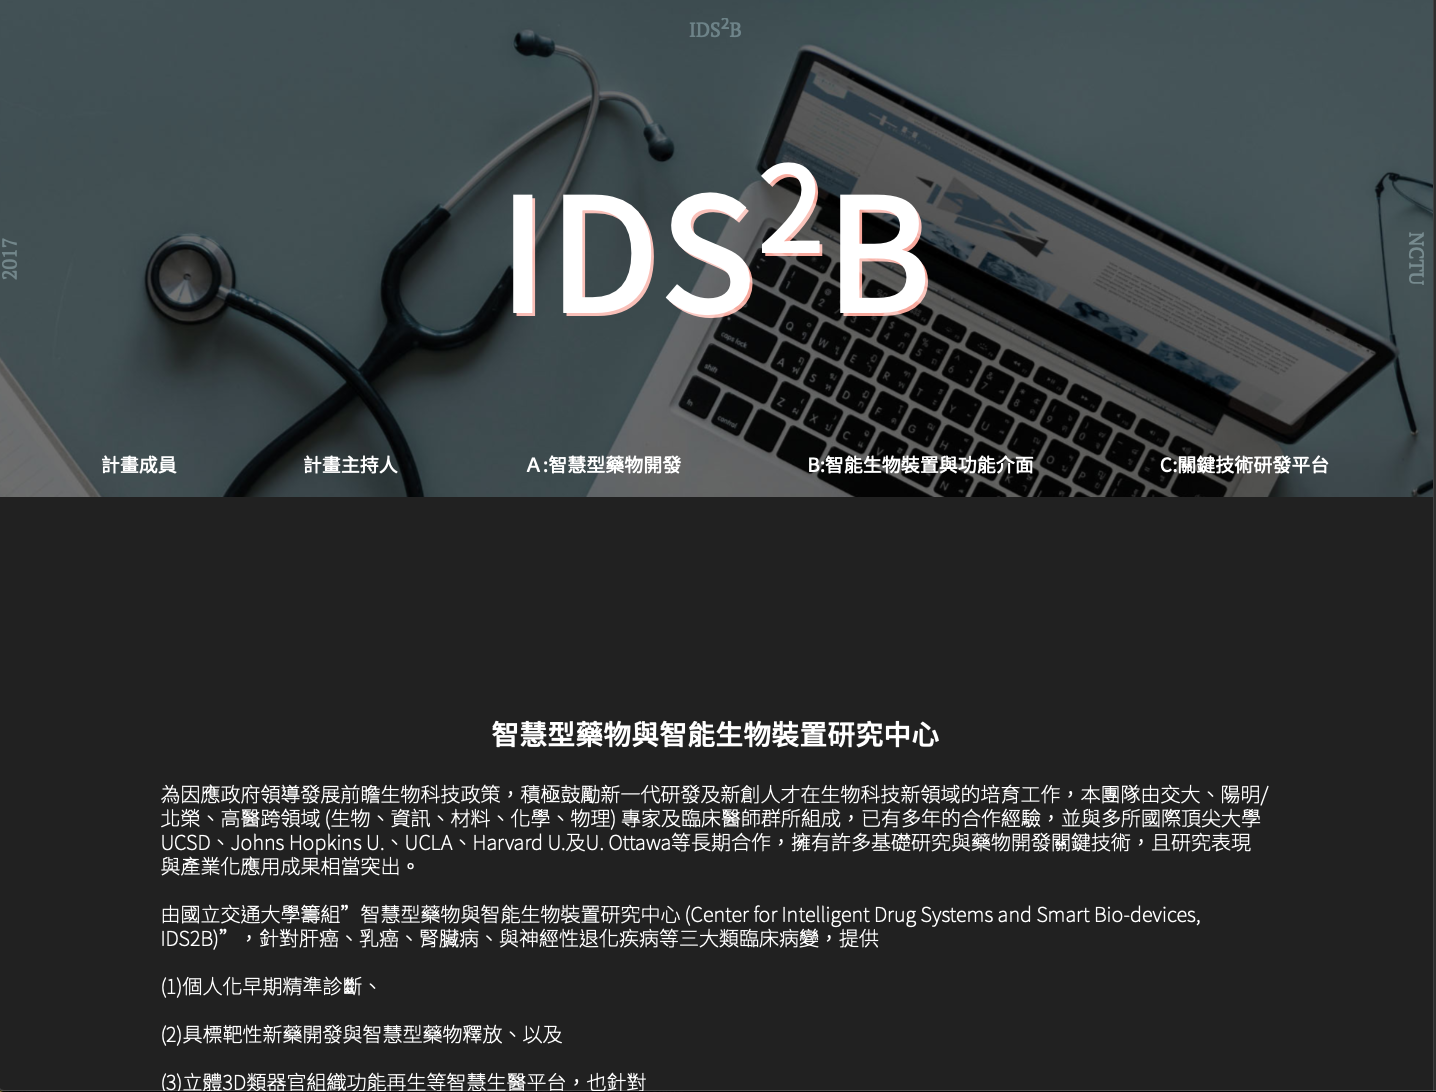 IDS²B
2017
NCTU
IDS²B
計畫成員
計畫主持人
A :智慧型藥物開發
B:智能生物裝置與功能介面
C:關鍵技術研發平台
智慧型藥物與智能生物裝置研究中心
為因應政府領導發展前瞻生物科技政策，積極鼓勵新一代研發及新創人才在生物科技新領域的培育工作，本團隊由交大、陽明/
北榮、高醫跨領域 (生物、資訊、材料、化學、物理) 專家及臨床醫師群所組成，已有多年的合作經驗，並與多所國際頂尖大學
UCSD、Johns Hopkins U.、UCLA、Harvard U.及U. Ottawa等長期合作，擁有許多基礎研究與藥物開發關鍵技術，且研究表現
與產業化應用成果相當突出。
由國立交通大學籌組”智慧型藥物與智能生物裝置研究中心 (Center for Intelligent Drug Systems and Smart Bio-devices,
IDS2B)”，針對肝癌、乳癌、腎臟病、與神經性退化疾病等三大類臨床病變，提供
(1)個人化早期精準診斷、
(2)具標靶性新藥開發與智慧型藥物釋放、以及
(3)立體3D類器官組織功能再生等智慧生醫平台，也針對